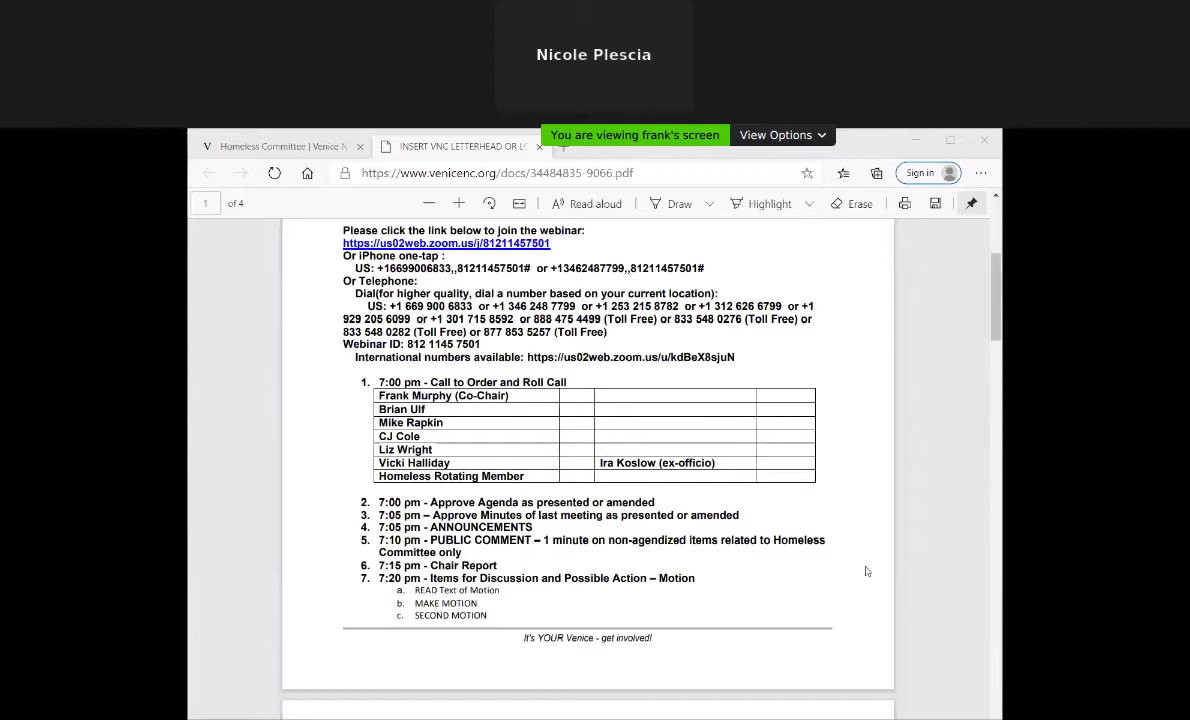 Nicole Plescia
You are viewing frank's screen
View Options
V Homeless Committee | Venice N
INSERT VNC LETTERHEAD OR LO
https://www.venicenc.org/docs/34484835-9066.pdf
Sign in
1 of 4
Read aloud
Draw
Highlight
Erase
Please click the link below to join the webinar:
https://us02web.zoom.us/j/81211457501
Or iPhone one-tap :
US: +16699006833,,81211457501# or +13462487799,,81211457501#
Or Telephone:
Dial(for higher quality, dial a number based on your current location):
US: +1 669 900 6833 or +1 346 248 7799 or +1 253 215 8782 or +1 312 626 6799 or +1
929 205 6099 or +1 301 715 8592 or 888 475 4499 (Toll Free) or 833 548 0276 (Toll Free) or
833 548 0282 (Toll Free) or 877 853 5257 (Toll Free)
Webinar ID: 812 1145 7501
International numbers available: https://us02web.zoom.us/u/kdBeX8sjuN
1. 7:00 pm - Call to Order and Roll Call
Frank Murphy (Co-Chair)
Brian Ulf
Mike Rapkin
CJ Cole
Liz Wright
Vicki Halliday Ira Koslow (ex-officio)
Homeless Rotating Member
2. 7:00 pm - Approve Agenda as presented or amended
3. 7:05 pm – Approve Minutes of last meeting as presented or amended
4. 7:05 pm - ANNOUNCEMENTS
5. 7:10 pm - PUBLIC COMMENT – 1 minute on non-agendized items related to Homeless
Committee only
6. 7:15 pm - Chair Report
7. 7:20 pm - Items for Discussion and Possible Action – Motion
a. READ Text of Motion
b. MAKE MOTION
c. SECOND MOTION
It's YOUR Venice - get involved!